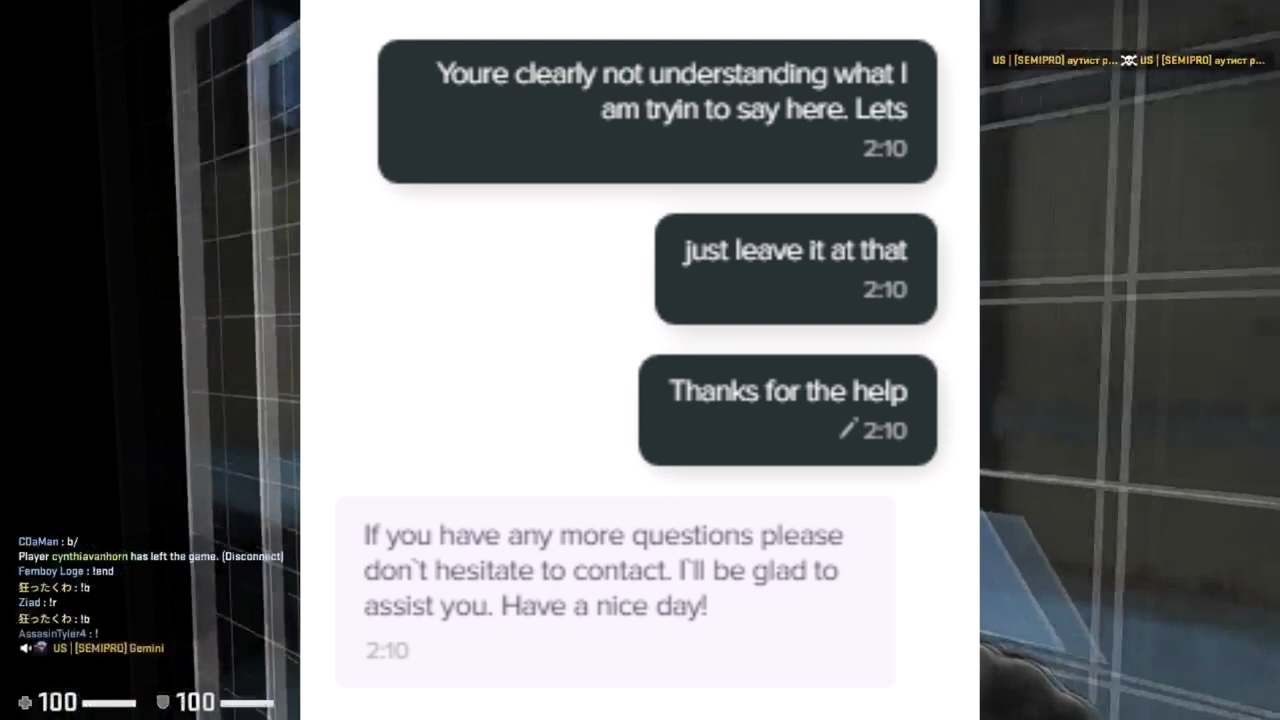 US | [SEMIPRO] аутист р... US | [SEMIPRO] аутист р...
Youre clearly not understanding what I
am tryin to say here. Lets
2:10
just leave it at that
2:10
Thanks for the help
2:10
If you have any more questions please
don`t hesitate to contact. I`ll be glad to
assist you. Have a nice day!
2:10
CDaMan : b/
Player cynthiavanhorn has left the game. (Disconnect)
Femboy Loge : !end
狂ったくわ : !b
Ziad : !r
狂ったくわ : !b
AssasinTyler4 : !
US | [SEMIPRO] Gemini
100 100